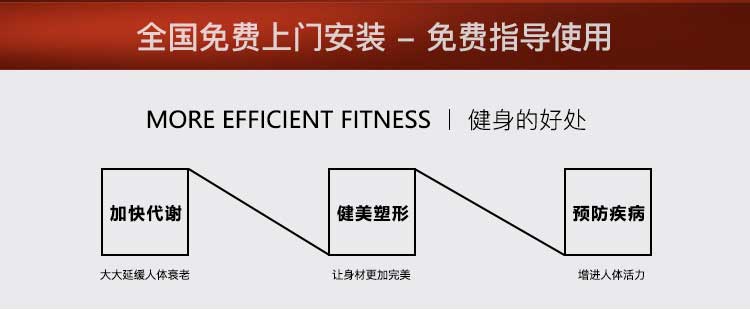 全国免费上门安装 – 免费指导使用
MORE EFFICIENT FITNESS | 健身的好处
加快代谢 健美塑形 预防疾病
大大延缓人体衰老 让身材更加完美 增进人体活力